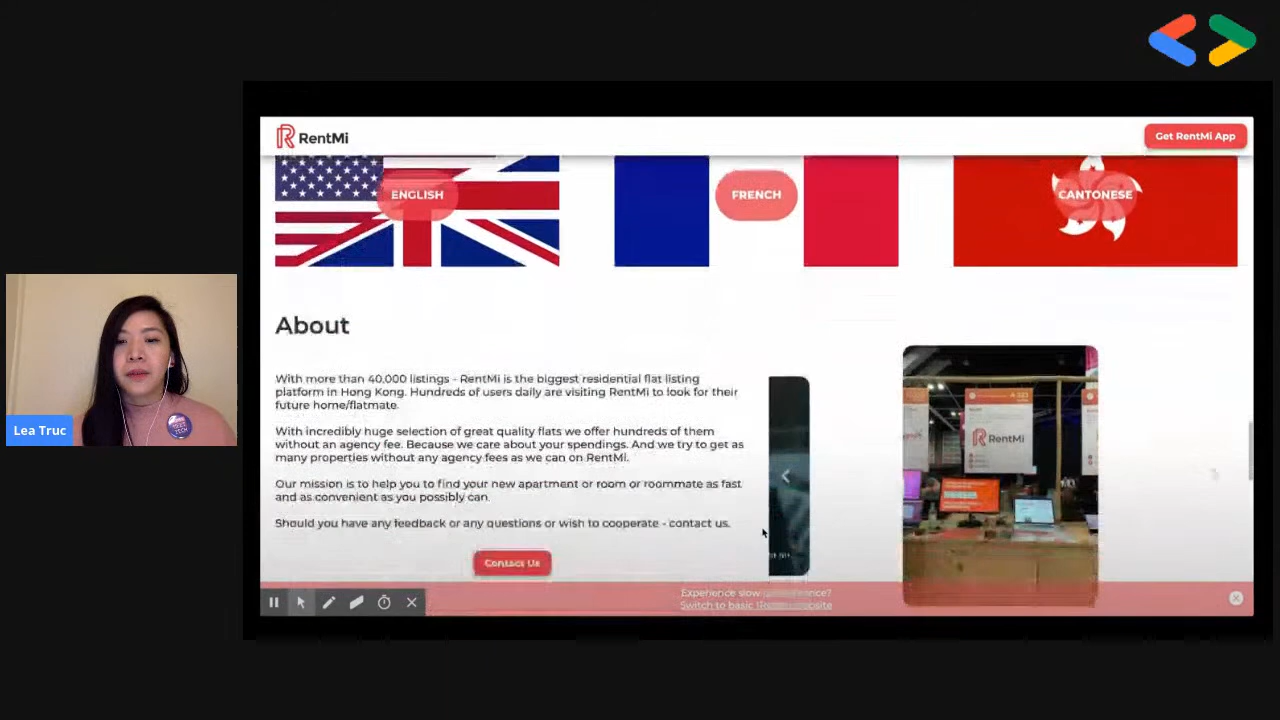 RentMi
Get RentMi App
ENGLISH
FRENCH
CANTONESE
About
With more than 40,000 listings - RentMi is the biggest residential flat listing
platform in Hong Kong. Hundreds of users daily are visiting RentMi to look for their
future home/flatmate.
With incredibly huge selection of great quality flats we offer hundreds of them
without an agency fee. Because we care about your spendings. And we try to get as
many properties without any agency fees as we can on RentMi.
Our mission is to help you to find your new apartment or room or roommate as fast
and as convenient as you possibly can.
Should you have any feedback or any questions or wish to cooperate - contact us.
Contact Us
RentMi
Experience slow
Switch to basic
Lea Truc